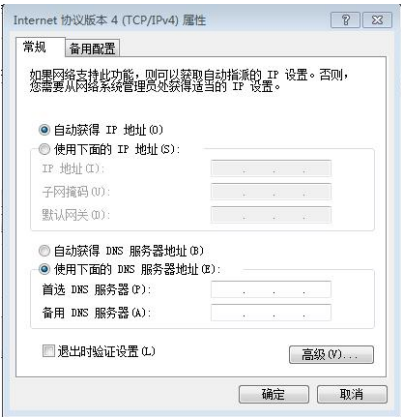 Internet 协议版本 4 (TCP/IPv4) 属性
常规 备用配置
如果网络支持此功能，则可以获取自动指派的 IP 设置。否则，
您需要从网络系统管理员处获得适当的 IP 设置。
自动获得 IP 地址(O)
使用下面的 IP 地址(S):
IP 地址(I):
子网掩码(U):
默认网关(D):
自动获得 DNS 服务器地址(B)
使用下面的 DNS 服务器地址(E):
首选 DNS 服务器(P):
备用 DNS 服务器(A):
退出时验证设置(L)
高级(V)...
确定 取消